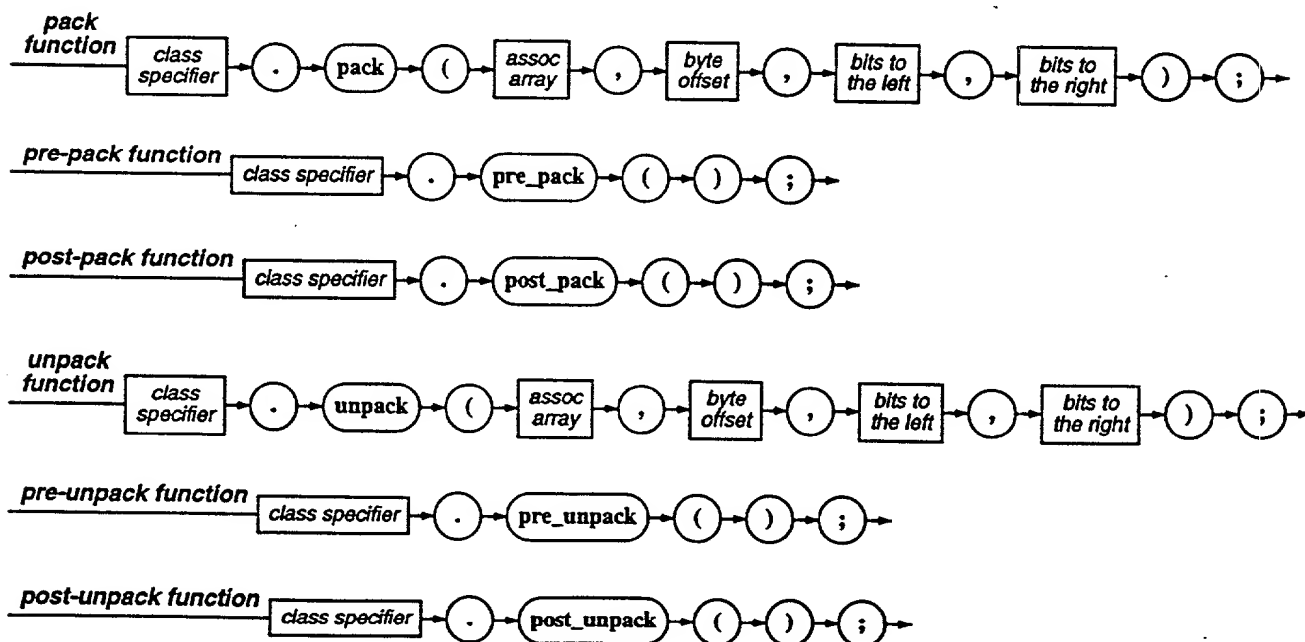 pack
function
class
specifier
.
pack
(
assoc
array
,
byte
offset
,
bits to
the left
,
bits to
the right
)
;
pre-pack function
class specifier
.
pre_pack
(
)
;
post-pack function
class specifier
.
post_pack
(
)
;
unpack
function
class
specifier
.
unpack
(
assoc
array
,
byte
offset
,
bits to
the left
,
bits to
the right
)
;
pre-unpack function
class specifier
.
pre_unpack
(
)
;
post-unpack function
class specifier
.
post_unpack
(
)
;